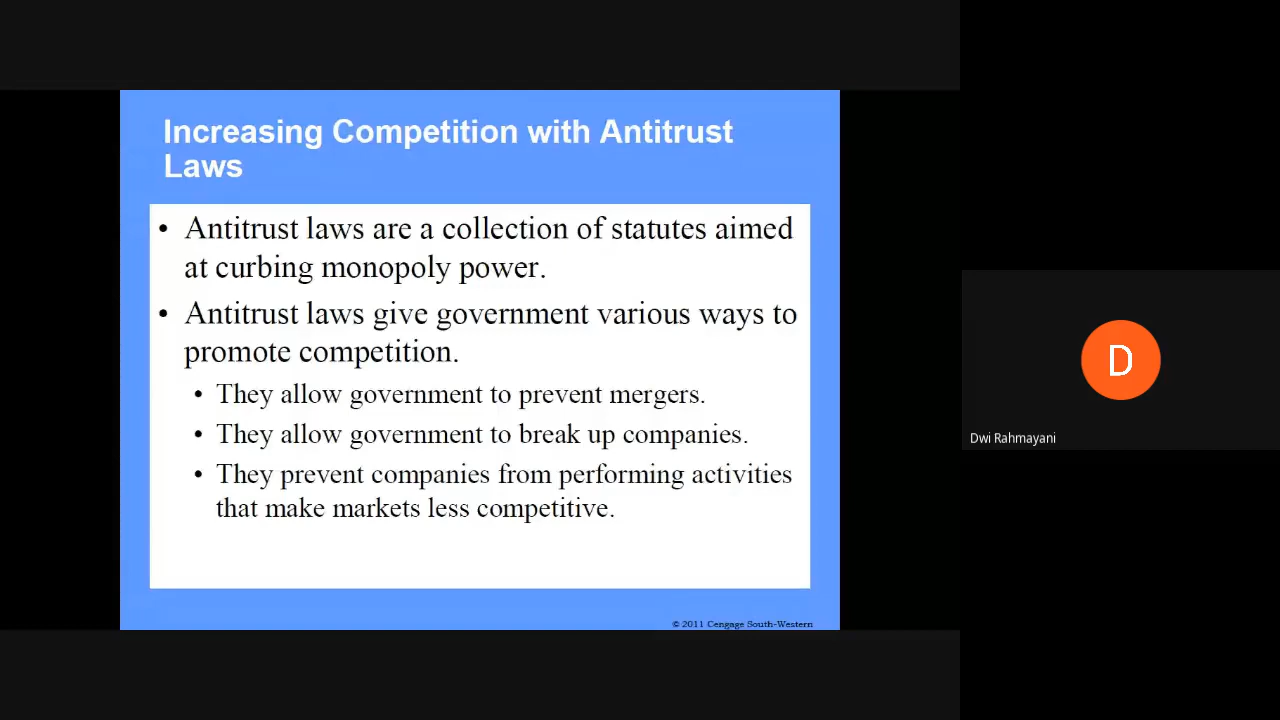 Increasing Competition with Antitrust
Laws
• Antitrust laws are a collection of statutes aimed
at curbing monopoly power.
• Antitrust laws give government various ways to
promote competition.
• They allow government to prevent mergers.
• They allow government to break up companies.
• They prevent companies from performing activities
that make markets less competitive.
© 2011 Cengage South-Western
D
Dwi Rahmayani